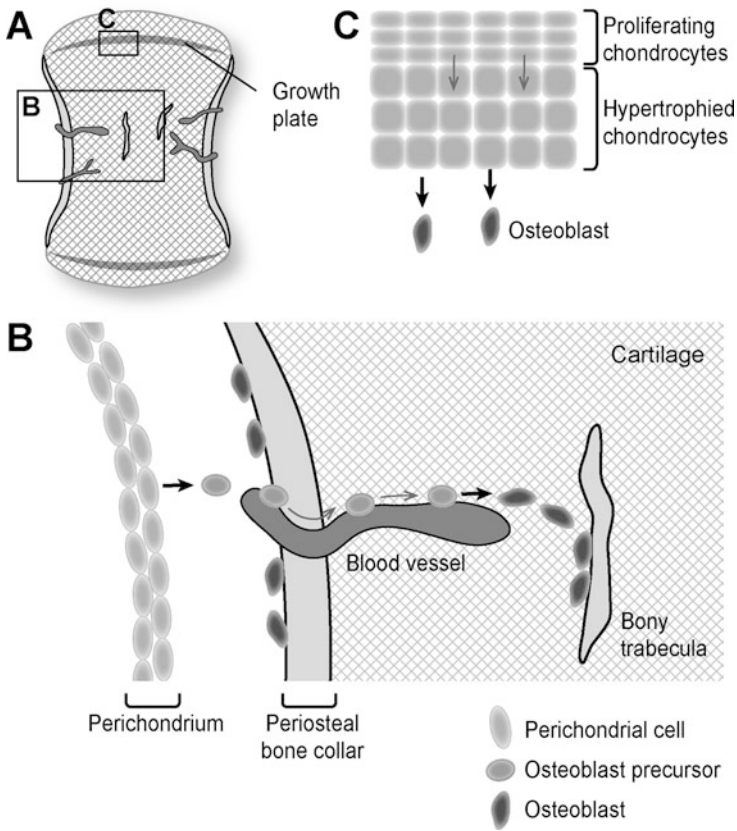 A
C
B
Growth
plate
C
Proliferating
chondrocytes
Hypertrophied
chondrocytes
Osteoblast
B
Cartilage
Blood vessel
Bony
trabecula
Perichondrium
Periosteal
bone collar
Perichondrial cell
Osteoblast precursor
Osteoblast